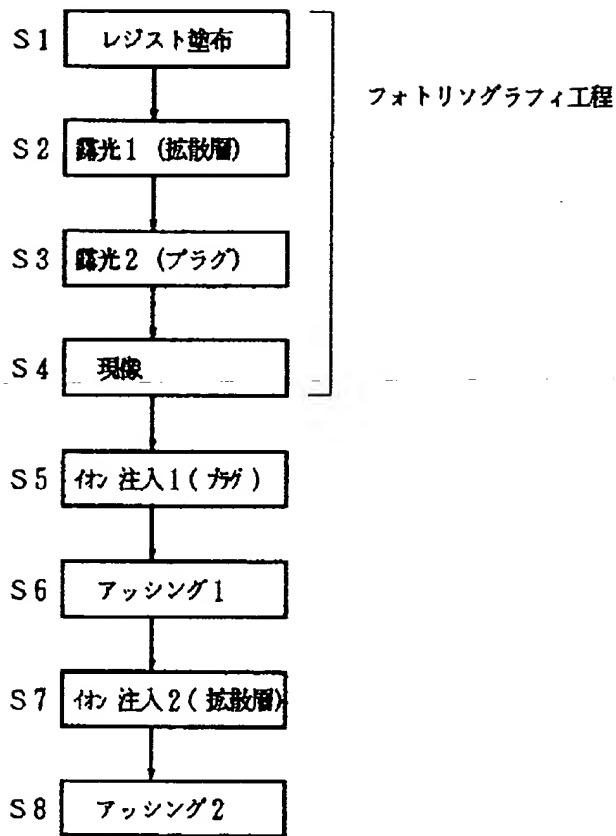 S1 レジスト塗布
フォトリソグラフィ工程
S2 露光1 (拡散層)
S3 露光2 (プラグ)
S4 現像
S5 イオン 注入1 ( プラグ )
S6 アッシング1
S7 イオン 注入2 ( 拡散層)
S8 アッシング2